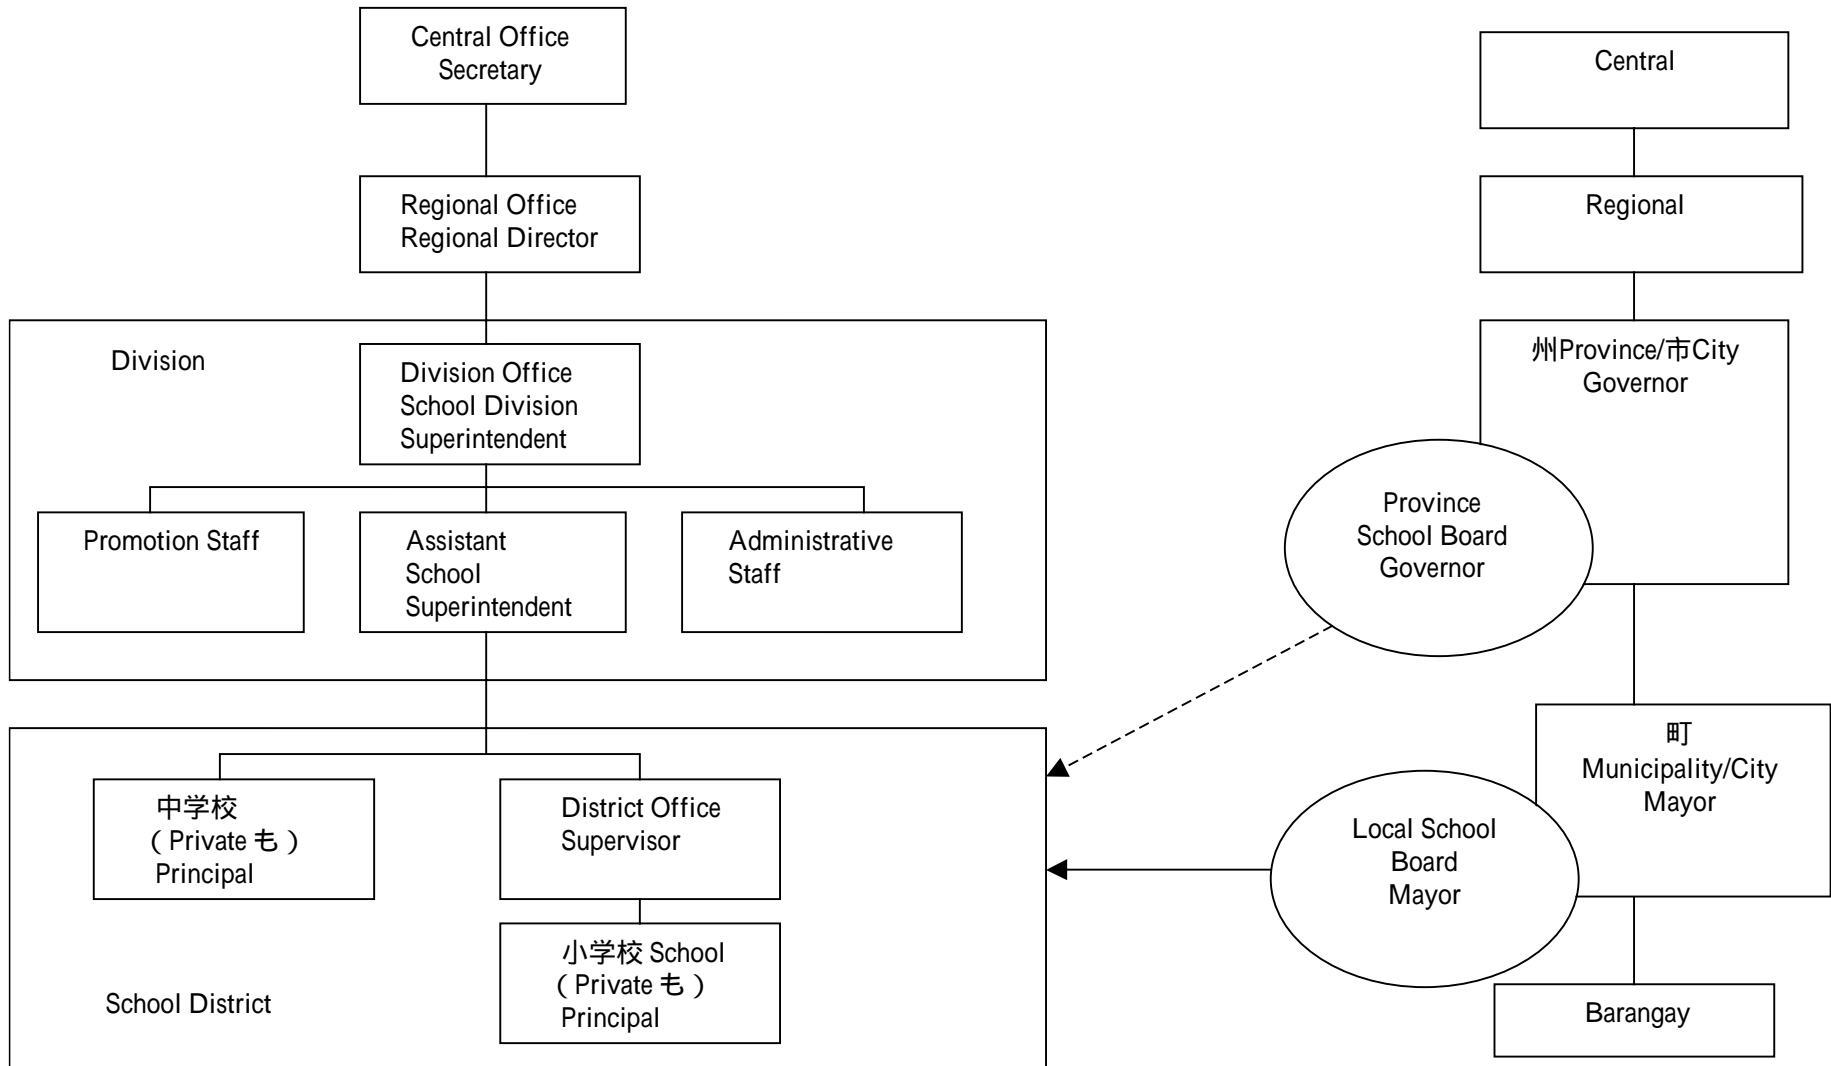 Central Office
Secretary
Regional Office
Regional Director
Division
Division Office
School Division
Superintendent
Promotion Staff
Assistant
School
Superintendent
Administrative
Staff
中学校
（ Private も ）
Principal
District Office
Supervisor
小学校 School
（ Private も ）
Principal
School District
Central
Regional
州Province/市City
Governor
Province
School Board
Governor
町
Municipality/City
Mayor
Local School
Board
Mayor
Barangay